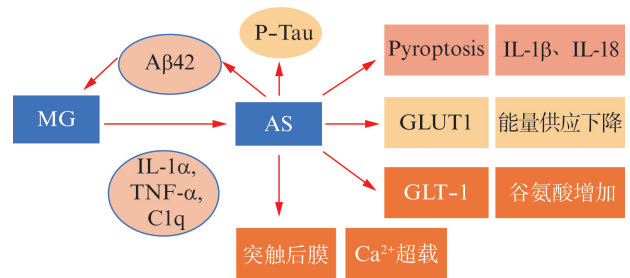 P-Tau
Aβ42
Pyroptosis
IL-1β、IL-18
MG
AS
GLUT1
能量供应下降
IL-1α,
TNF-α,
C1q
GLT-1
谷氨酸增加
突触后膜
Ca²⁺超载